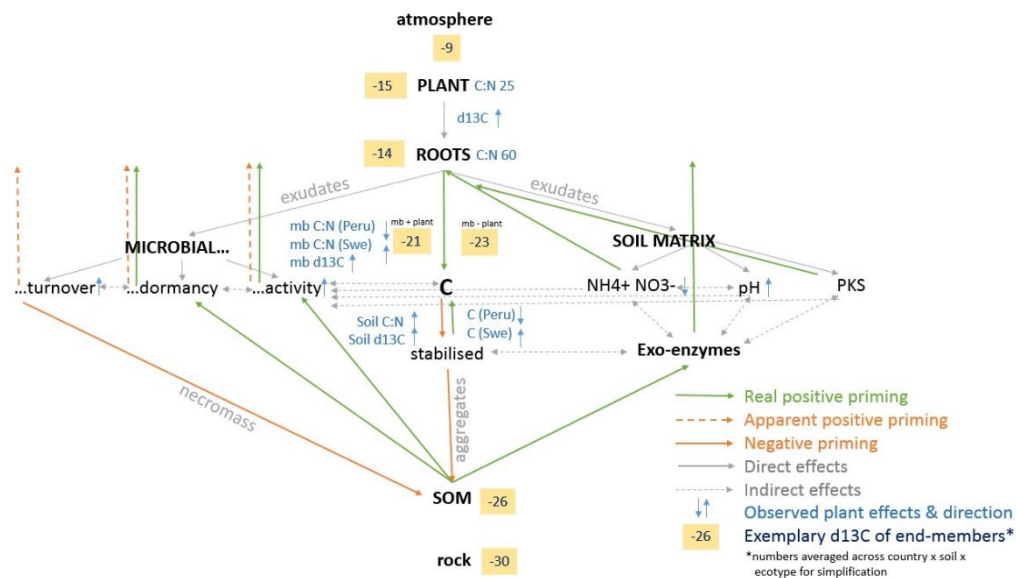 atmosphere
-9
-15 PLANT C:N 25
d13C
-14 ROOTS C:N 60
exudates
exudates
mb C:N (Peru)
mb C:N (Swe)
mb d13C
mb + plant
-21
mb - plant
-23
MICROBIAL...
SOIL MATRIX
...turnover
...dormancy
...activity
C
NH4+ NO3-
pH
PKS
Soil C:N
Soil d13C
C (Peru)
C (Swe)
stabilised
Exo-enzymes
necromass
aggregates
SOM -26
rock -30
Real positive priming
Apparent positive priming
Negative priming
Direct effects
Indirect effects
Observed plant effects & direction
-26 Exemplary d13C of end-members*
*numbers averaged across country x soil x
ecotype for simplification